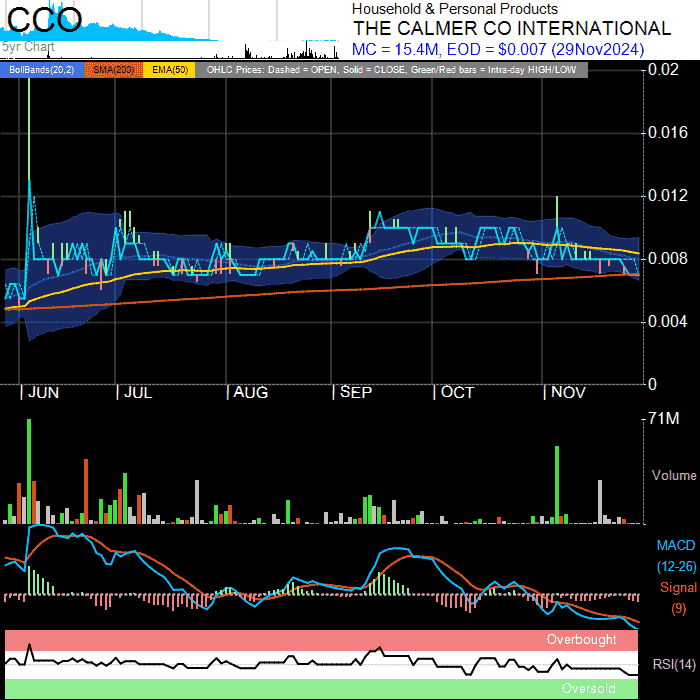 CCO
5yr Chart
Household & Personal Products
THE CALMER CO INTERNATIONAL
MC = 15.4M, EOD = $0.007 (29Nov2024)
BollBands(20,2) SMA(200) EMA(50) OHLC Prices: Dashed = OPEN, Solid = CLOSE, Green/Red bars = Intra-day HIGH/LOW
0.02
0.016
0.012
0.008
0.004
0
JUN JUL AUG SEP OCT NOV
71M
Volume
MACD
(12-26)
Signal
(9)
Overbought
RSI(14)
Oversold